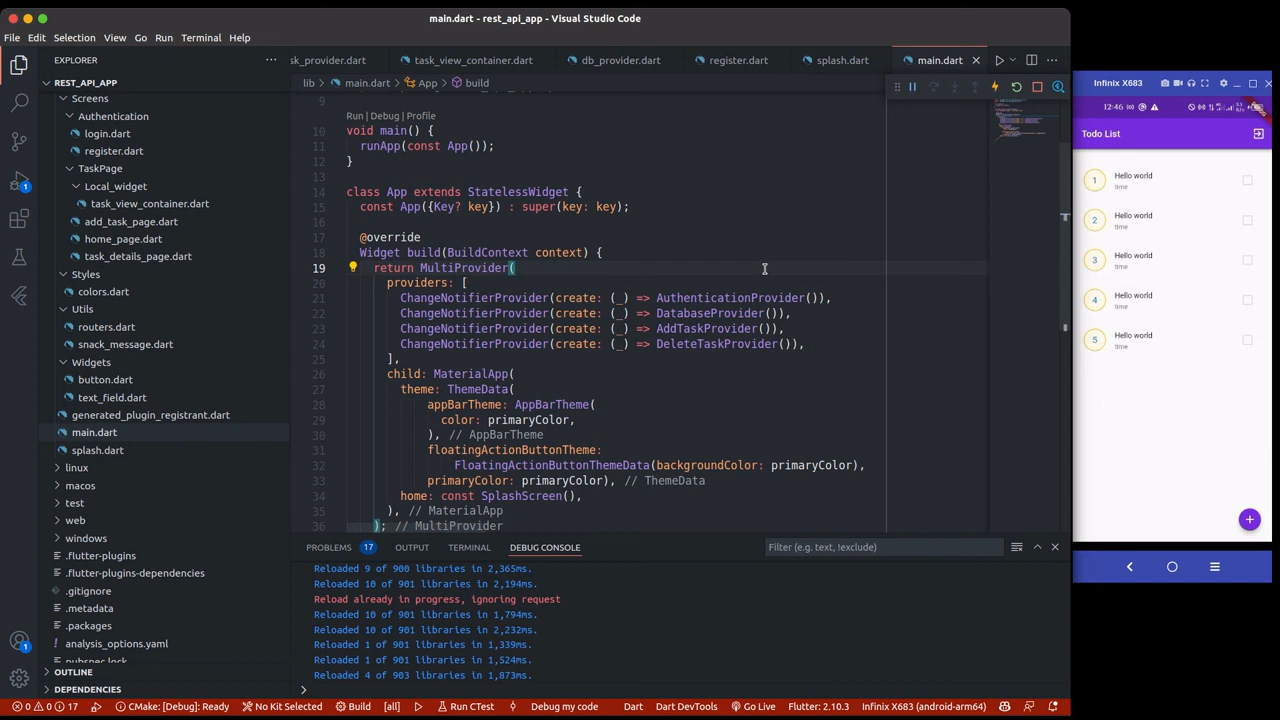 main.dart - rest_api_app - Visual Studio Code
File Edit Selection View Go Run Terminal Help
EXPLORER
REST_API_APP
Screens
Authentication
login.dart
register.dart
TaskPage
Local_widget
task_view_container.dart
add_task_page.dart
home_page.dart
task_details_page.dart
Styles
colors.dart
Utils
routers.dart
snack_message.dart
Widgets
button.dart
text_field.dart
generated_plugin_registrant.dart
main.dart
splash.dart
linux
macos
test
web
windows
.flutter-plugins
.flutter-plugins-dependencies
.gitignore
.metadata
.packages
analysis_options.yaml
pubspec.lock
OUTLINE
DEPENDENCIES
sk_provider.dart task_view_container.dart db_provider.dart register.dart splash.dart main.dart
lib > main.dart > App > build
9
Run | Debug | Profile
10 void main() {
11 runApp(const App());
12 }
13
14 class App extends StatelessWidget {
15 const App({Key? key}) : super(key: key);
16
17 @override
18 Widget build(BuildContext context) {
19 return MultiProvider(
20 providers: [
21 ChangeNotifierProvider(create: (_) => AuthenticationProvider()),
22 ChangeNotifierProvider(create: (_) => DatabaseProvider()),
23 ChangeNotifierProvider(create: (_) => AddTaskProvider()),
24 ChangeNotifierProvider(create: (_) => DeleteTaskProvider()),
25 ],
26 child: MaterialApp(
27 theme: ThemeData(
28 appBarTheme: AppBarTheme(
29 color: primaryColor,
30 ), // AppBarTheme
31 floatingActionButtonTheme:
32 FloatingActionButtonThemeData(backgroundColor: primaryColor),
33 primaryColor: primaryColor), // ThemeData
34 home: const SplashScreen(),
35 ), // MaterialApp
36 ); // MultiProvider
PROBLEMS 17 OUTPUT TERMINAL DEBUG CONSOLE Filter (e.g. text, !exclude)
Reloaded 9 of 900 libraries in 2,365ms.
Reloaded 10 of 901 libraries in 2,194ms.
Reload already in progress, ignoring request
Reloaded 10 of 901 libraries in 1,794ms.
Reloaded 10 of 901 libraries in 2,232ms.
Reloaded 1 of 901 libraries in 1,339ms.
Reloaded 1 of 901 libraries in 1,524ms.
Reloaded 4 of 903 libraries in 1,873ms.
>
1
1
0 0 17 CMake: [Debug]: Ready No Kit Selected Build [all] Run CTest Debug my code Dart Dart DevTools Go Live Flutter: 2.10.3 Infinix X683 (android-arm64)
Infinix X683
12:46
Todo List
1 Hello world
time
2 Hello world
time
3 Hello world
time
4 Hello world
time
5 Hello world
time
+